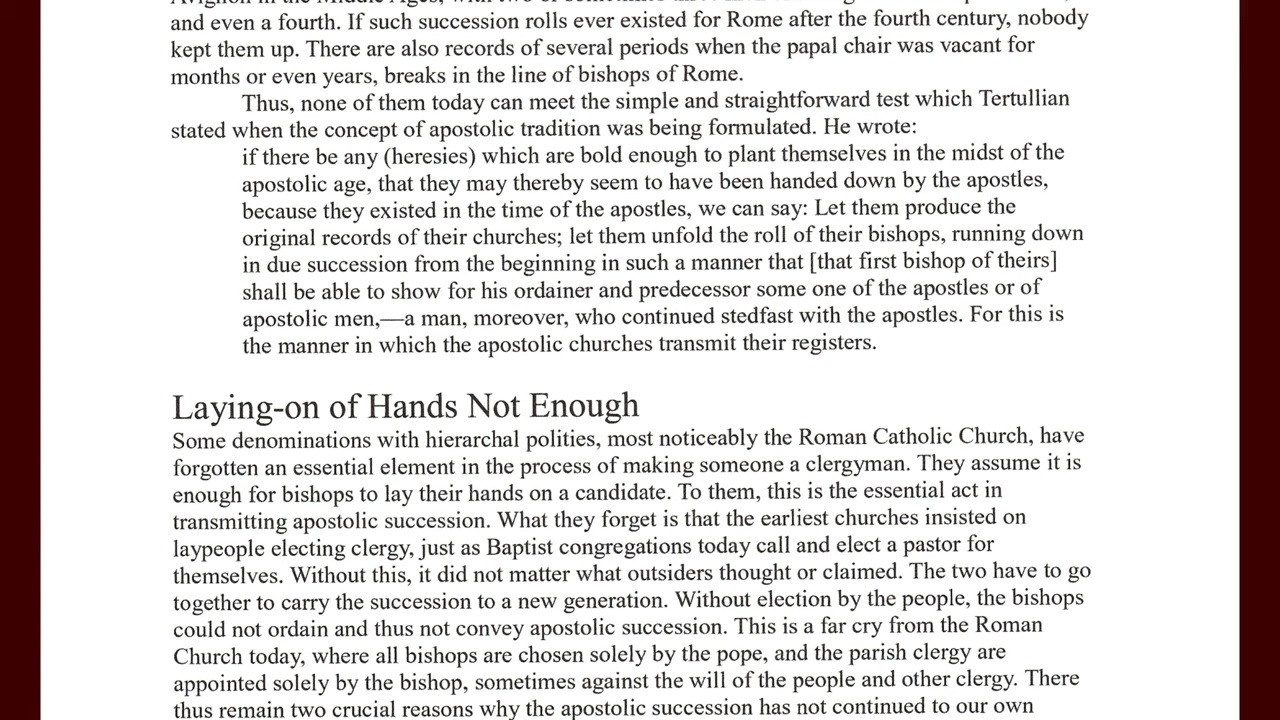 and even a fourth. If such succession rolls ever existed for Rome after the fourth century, nobody
kept them up. There are also records of several periods when the papal chair was vacant for
months or even years, breaks in the line of bishops of Rome.
Thus, none of them today can meet the simple and straightforward test which Tertullian
stated when the concept of apostolic tradition was being formulated. He wrote:
if there be any (heresies) which are bold enough to plant themselves in the midst of the
apostolic age, that they may thereby seem to have been handed down by the apostles,
because they existed in the time of the apostles, we can say: Let them produce the
original records of their churches; let them unfold the roll of their bishops, running down
in due succession from the beginning in such a manner that [that first bishop of theirs]
shall be able to show for his ordainer and predecessor some one of the apostles or of
apostolic men,—a man, moreover, who continued stedfast with the apostles. For this is
the manner in which the apostolic churches transmit their registers.
Laying-on of Hands Not Enough
Some denominations with hierarchal polities, most noticeably the Roman Catholic Church, have
forgotten an essential element in the process of making someone a clergyman. They assume it is
enough for bishops to lay their hands on a candidate. To them, this is the essential act in
transmitting apostolic succession. What they forget is that the earliest churches insisted on
laypeople electing clergy, just as Baptist congregations today call and elect a pastor for
themselves. Without this, it did not matter what outsiders thought or claimed. The two have to go
together to carry the succession to a new generation. Without election by the people, the bishops
could not ordain and thus not convey apostolic succession. This is a far cry from the Roman
Church today, where all bishops are chosen solely by the pope, and the parish clergy are
appointed solely by the bishop, sometimes against the will of the people and other clergy. There
thus remain two crucial reasons why the apostolic succession has not continued to our own